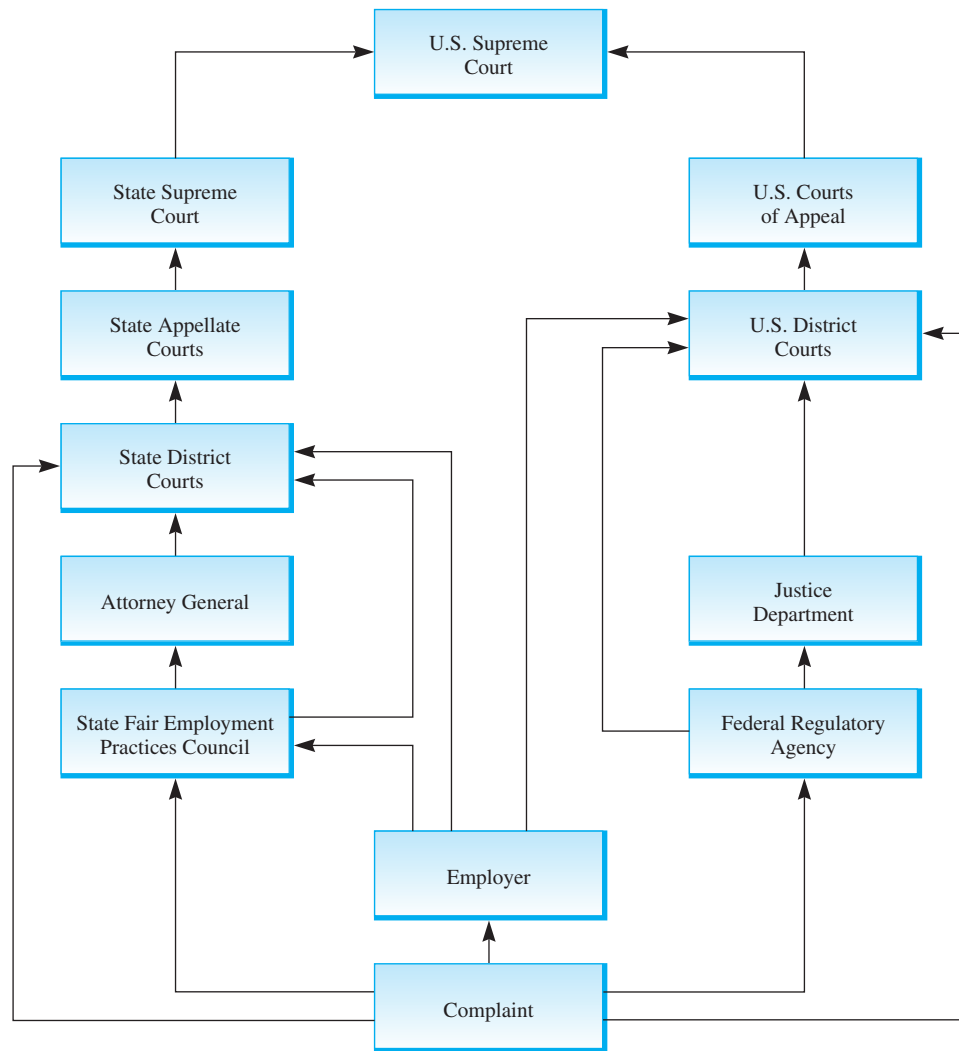 U.S. Supreme
Court
State Supreme
Court
U.S. Courts
of Appeal
State Appellate
Courts
U.S. District
Courts
State District
Courts
Attorney General
Justice
Department
State Fair Employment
Practices Council
Federal Regulatory
Agency
Employer
Complaint